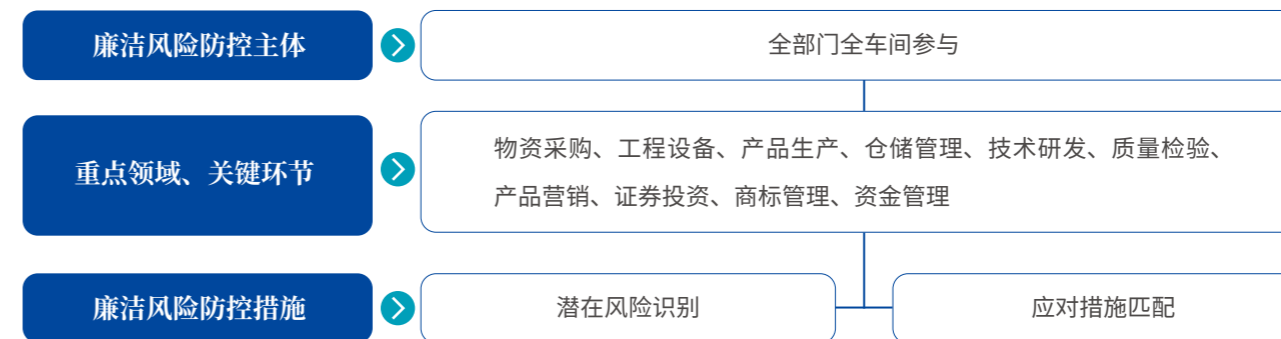 廉洁风险防控主体
全部门全车间参与
重点领域、关键环节
物资采购、工程设备、产品生产、仓储管理、技术研发、质量检验、
产品营销、证券投资、商标管理、资金管理
廉洁风险防控措施
潜在风险识别
应对措施匹配